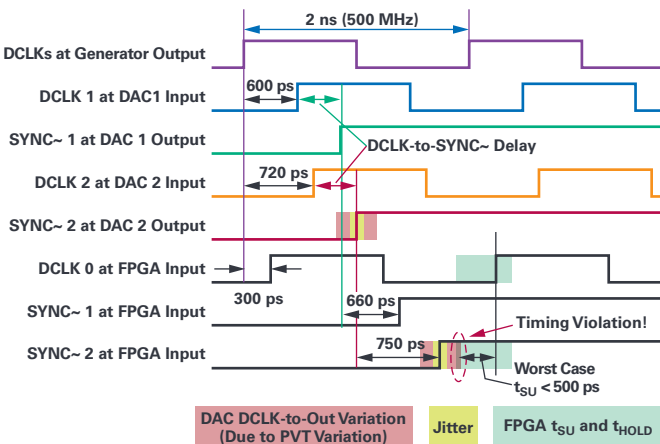 2 ns (500 MHz)
DCLKs at Generator Output
600 ps
DCLK 1 at DAC1 Input
SYNC~ 1 at DAC 1 Output
DCLK-to-SYNC~ Delay
DCLK 2 at DAC 2 Input
720 ps
SYNC~ 2 at DAC 2 Output
DCLK 0 at FPGA Input
300 ps
660 ps
SYNC~ 1 at FPGA Input
Timing Violation!
SYNC~ 2 at FPGA Input
750 ps
Worst Case
tSU < 500 ps
DAC DCLK-to-Out Variation
(Due to PVT Variation)
Jitter
FPGA tSU and tHOLD